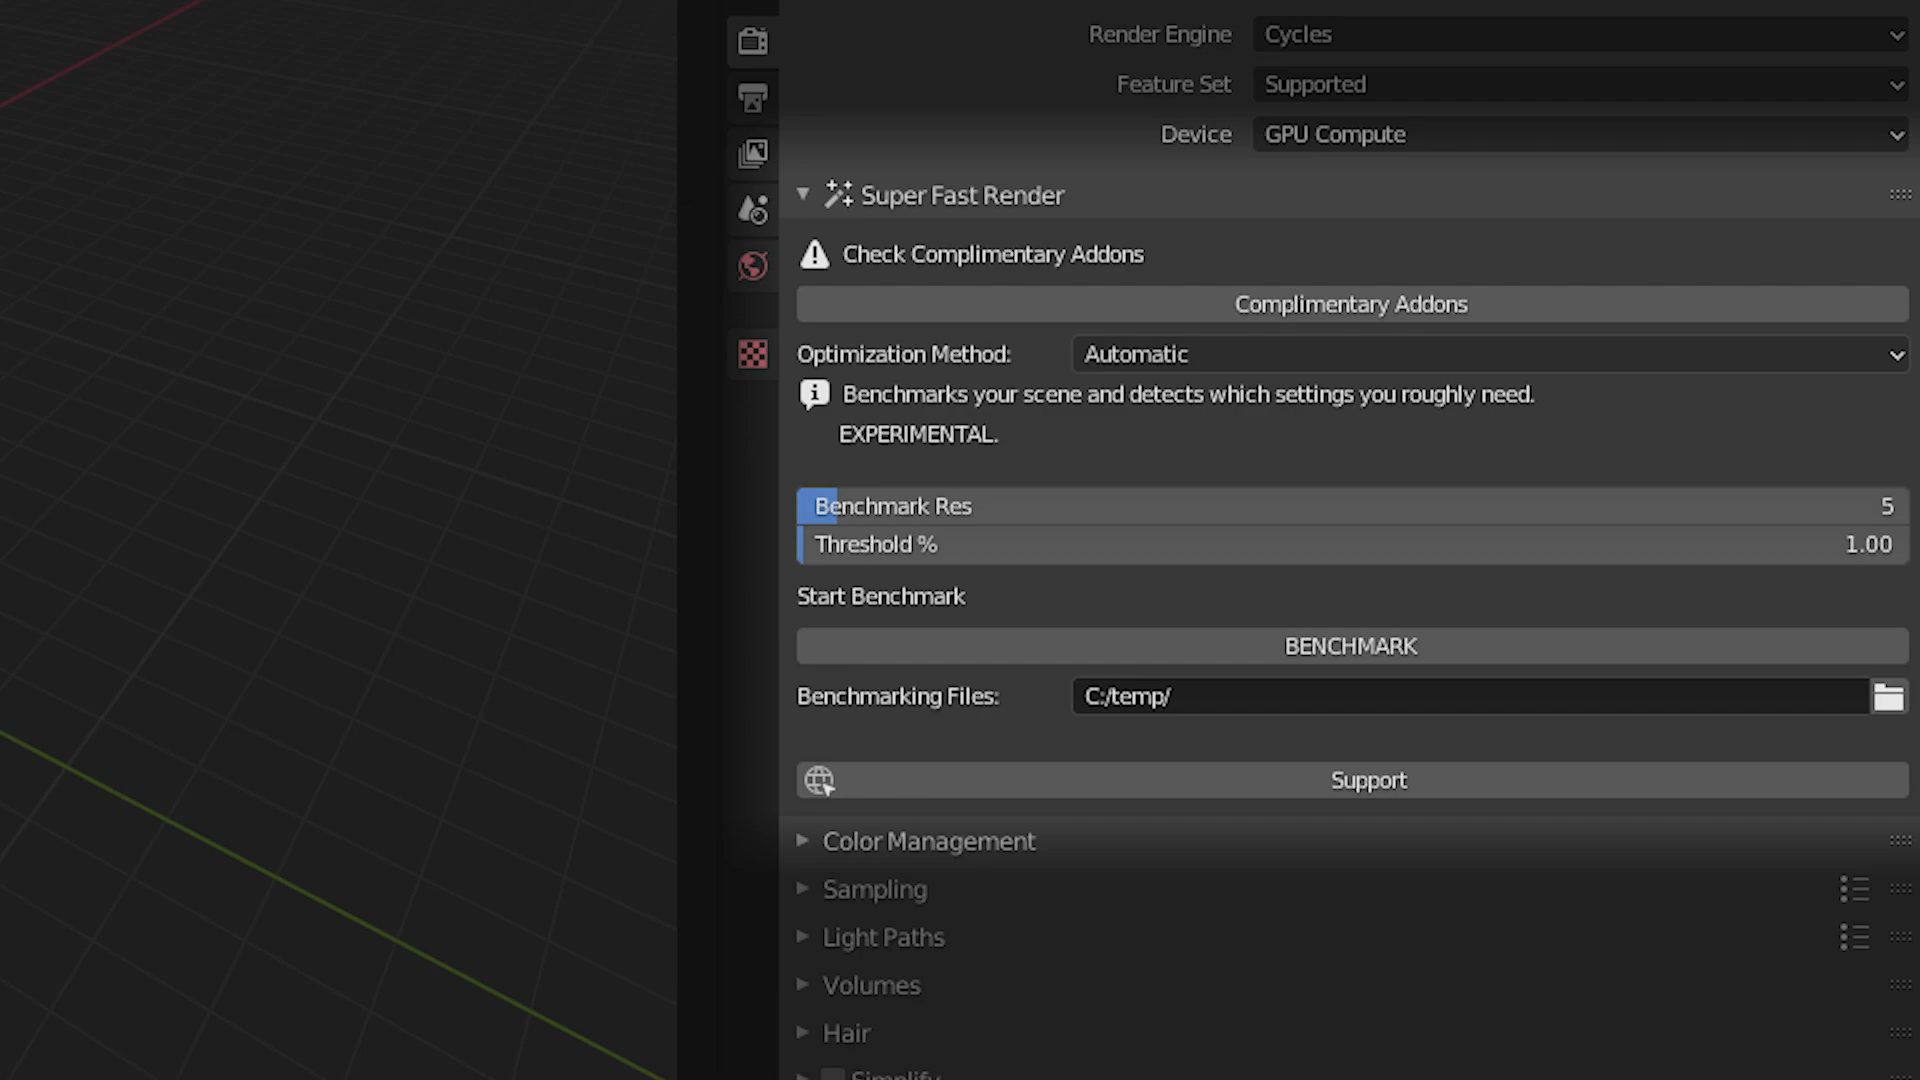 Render Engine Cycles
Feature Set Supported
Device GPU Compute
Super Fast Render
Check Complimentary Addons
Complimentary Addons
Optimization Method: Automatic
Benchmarks your scene and detects which settings you roughly need.
EXPERIMENTAL.
Benchmark Res 5
Threshold % 1.00
Start Benchmark
BENCHMARK
Benchmarking Files: C:/temp/
Support
Color Management
Sampling
Light Paths
Volumes
Hair
Simplify